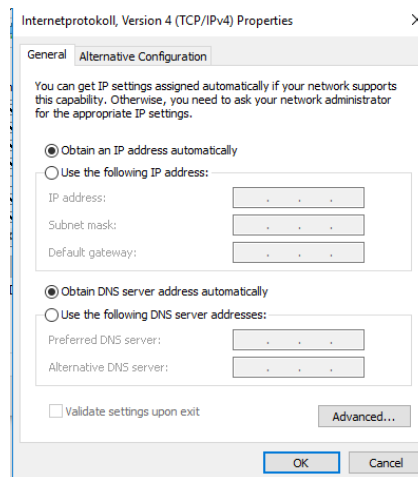 Internetprotokoll, Version 4 (TCP/IPv4) Properties
General
Alternative Configuration
You can get IP settings assigned automatically if your network supports
this capability. Otherwise, you need to ask your network administrator
for the appropriate IP settings.
Obtain an IP address automatically
Use the following IP address:
IP address:
Subnet mask:
Default gateway:
Obtain DNS server address automatically
Use the following DNS server addresses:
Preferred DNS server:
Alternative DNS server:
Validate settings upon exit
Advanced...
OK
Cancel